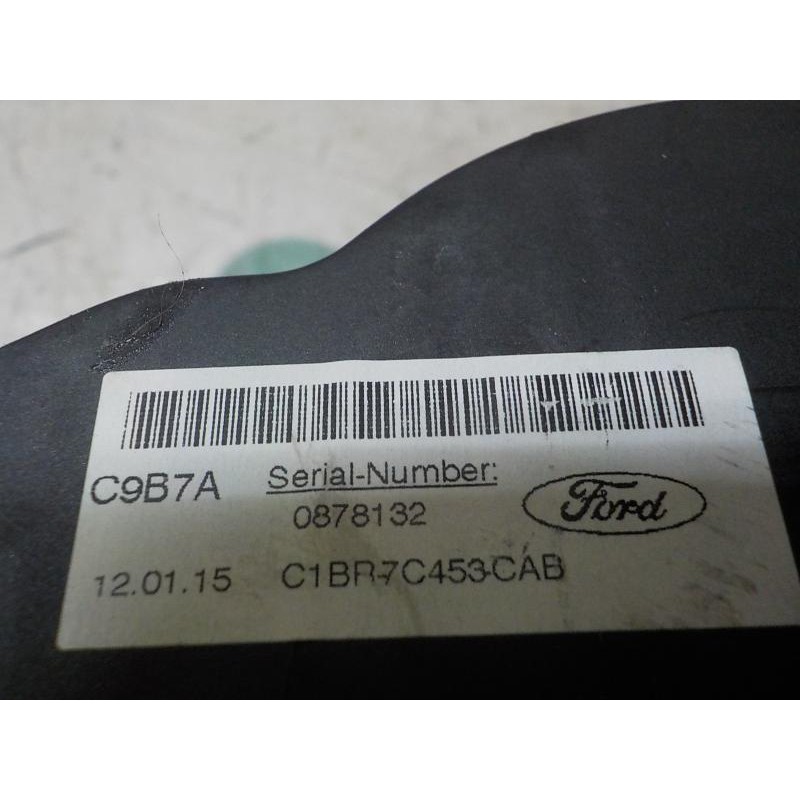 C9B7A Serial-Number:
0878132
Ford
12.01.15 C1BR-7C453-CAB